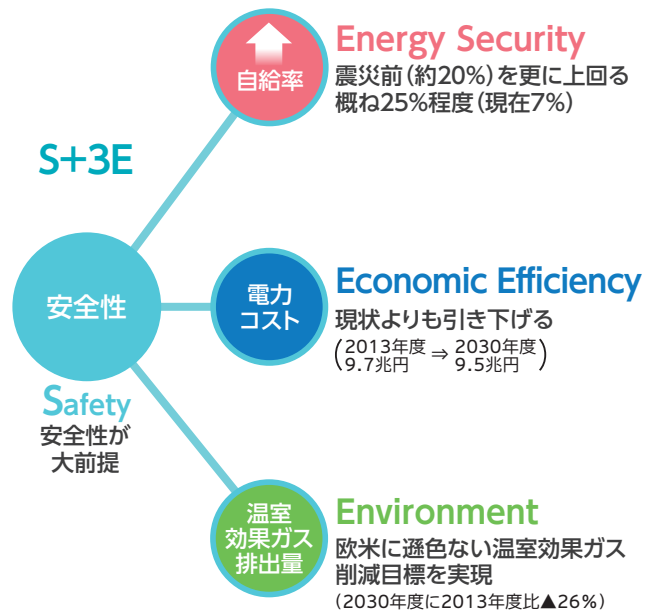 S+3E
安全性
Safety
安全性が
大前提
自給率
Energy Security
震災前(約20%)を更に上回る
概ね25%程度(現在7%)
電力
コスト
Economic Efficiency
現状よりも引き下げる
(2013年度 ⇒ 2030年度
9.7兆円 9.5兆円)
温室
効果ガス
排出量
Environment
欧米に遜色ない温室効果ガス
削減目標を実現
(2030年度に2013年度比▲26%)